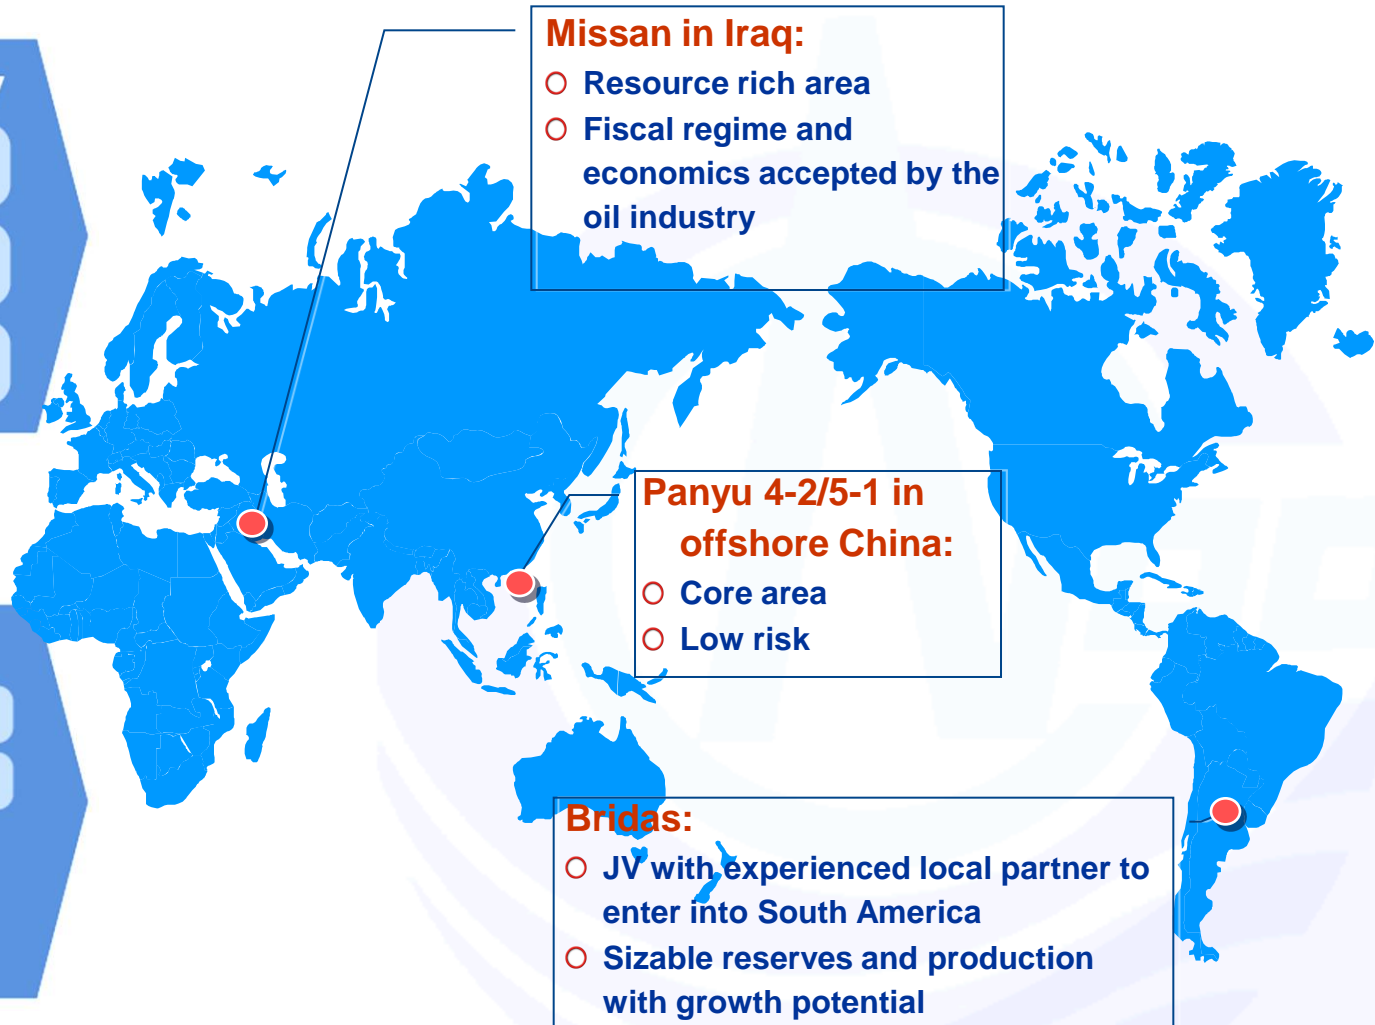 Missan in Iraq:
Resource rich area
Fiscal regime and
economics accepted by the
oil industry
Panyu 4-2/5-1 in
offshore China:
Core area
Low risk
Bridas:
JV with experienced local partner to
enter into South America
Sizable reserves and production
with growth potential